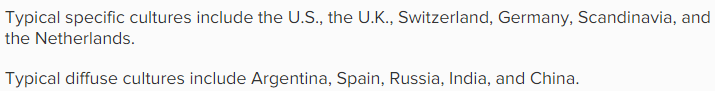 Typical specific cultures include the U.S., the U.K., Switzerland, Germany, Scandinavia, and
the Netherlands.
Typical diffuse cultures include Argentina, Spain, Russia, India, and China.